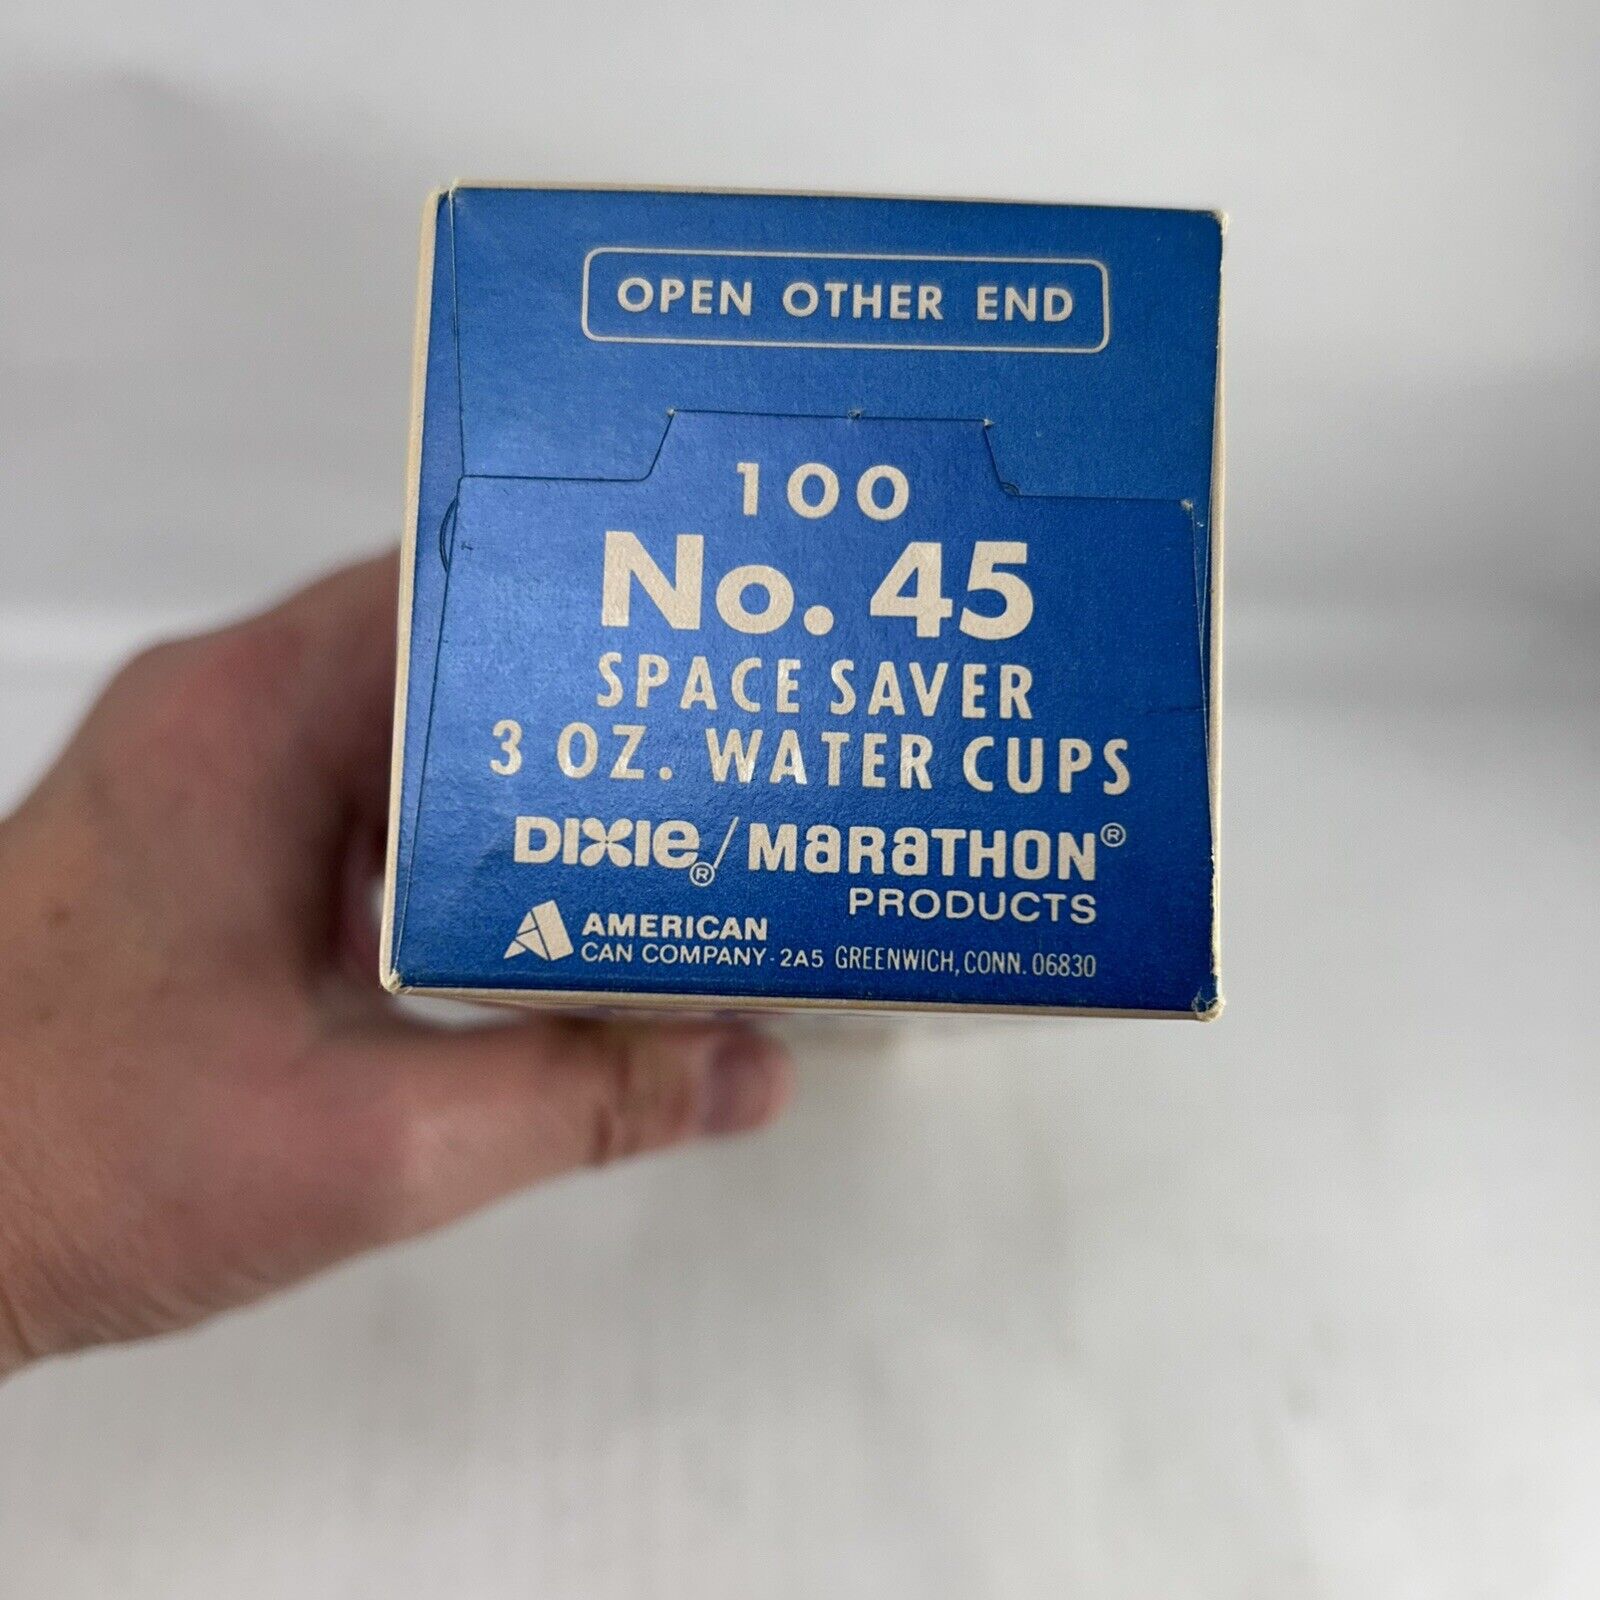 OPEN OTHER END
100
No. 45
SPACE SAVER
3 OZ. WATER CUPS
DIXIE® / MARATHON®
PRODUCTS
AMERICAN
CAN COMPANY - 2A5 GREENWICH, CONN. 06830